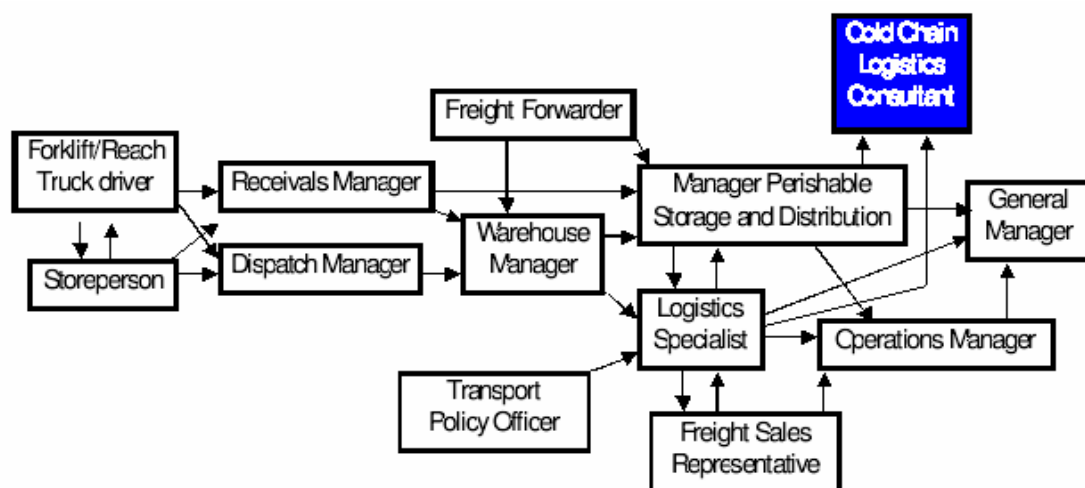 Cold Chain
Logistics
Consultant
Freight Forwarder
Forklift/Reach
Truck driver
Receivals Manager
Manager Perishable
Storage and Distribution
General
Manager
Warehouse
Manager
Storeperson
Dispatch Manager
Logistics
Specialist
Operations Manager
Transport
Policy Officer
Freight Sales
Representative